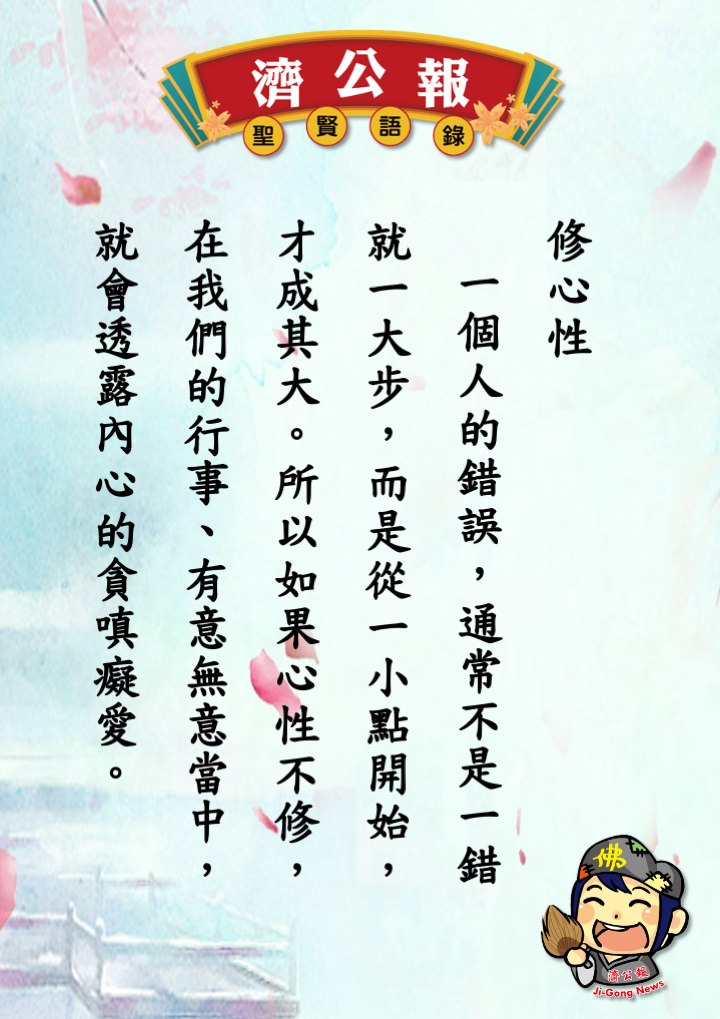 濟公報
聖賢語錄
修心性
一個人的錯誤，通常不是一錯
就一大步，而是從一小點開始，
才成其大。所以如果心性不修，
在我們的行事、有意無意當中，
就會透露內心的貪嗔癡愛。
佛
濟公報
Ji-Gong News